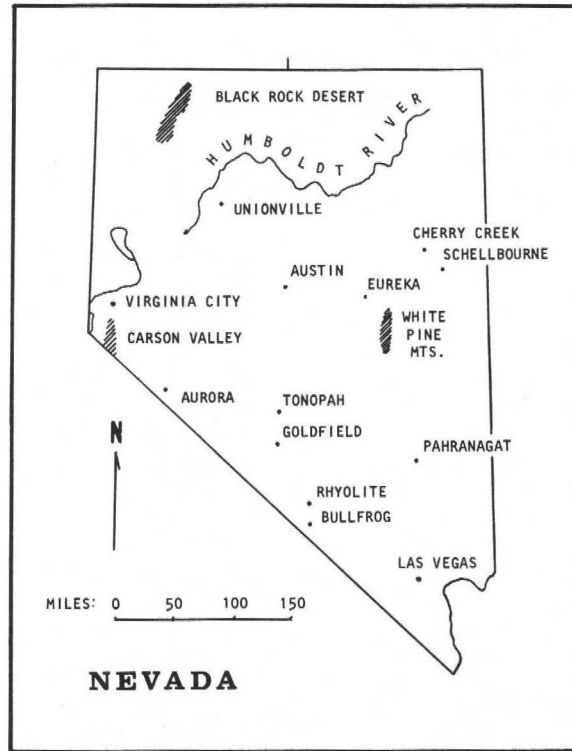 BLACK ROCK DESERT
HUMBOLDT RIVER
UNIONVILLE
CHERRY CREEK
SCHELLBOURNE
AUSTIN
EUREKA
VIRGINIA CITY
WHITE
PINE
MTS.
CARSON VALLEY
AURORA
TONOPAH
GOLDFIELD
N
PAHRANAGAT
RHYOLITE
BULLFROG
LAS VEGAS
MILES: 0 50 100 150
NEVADA